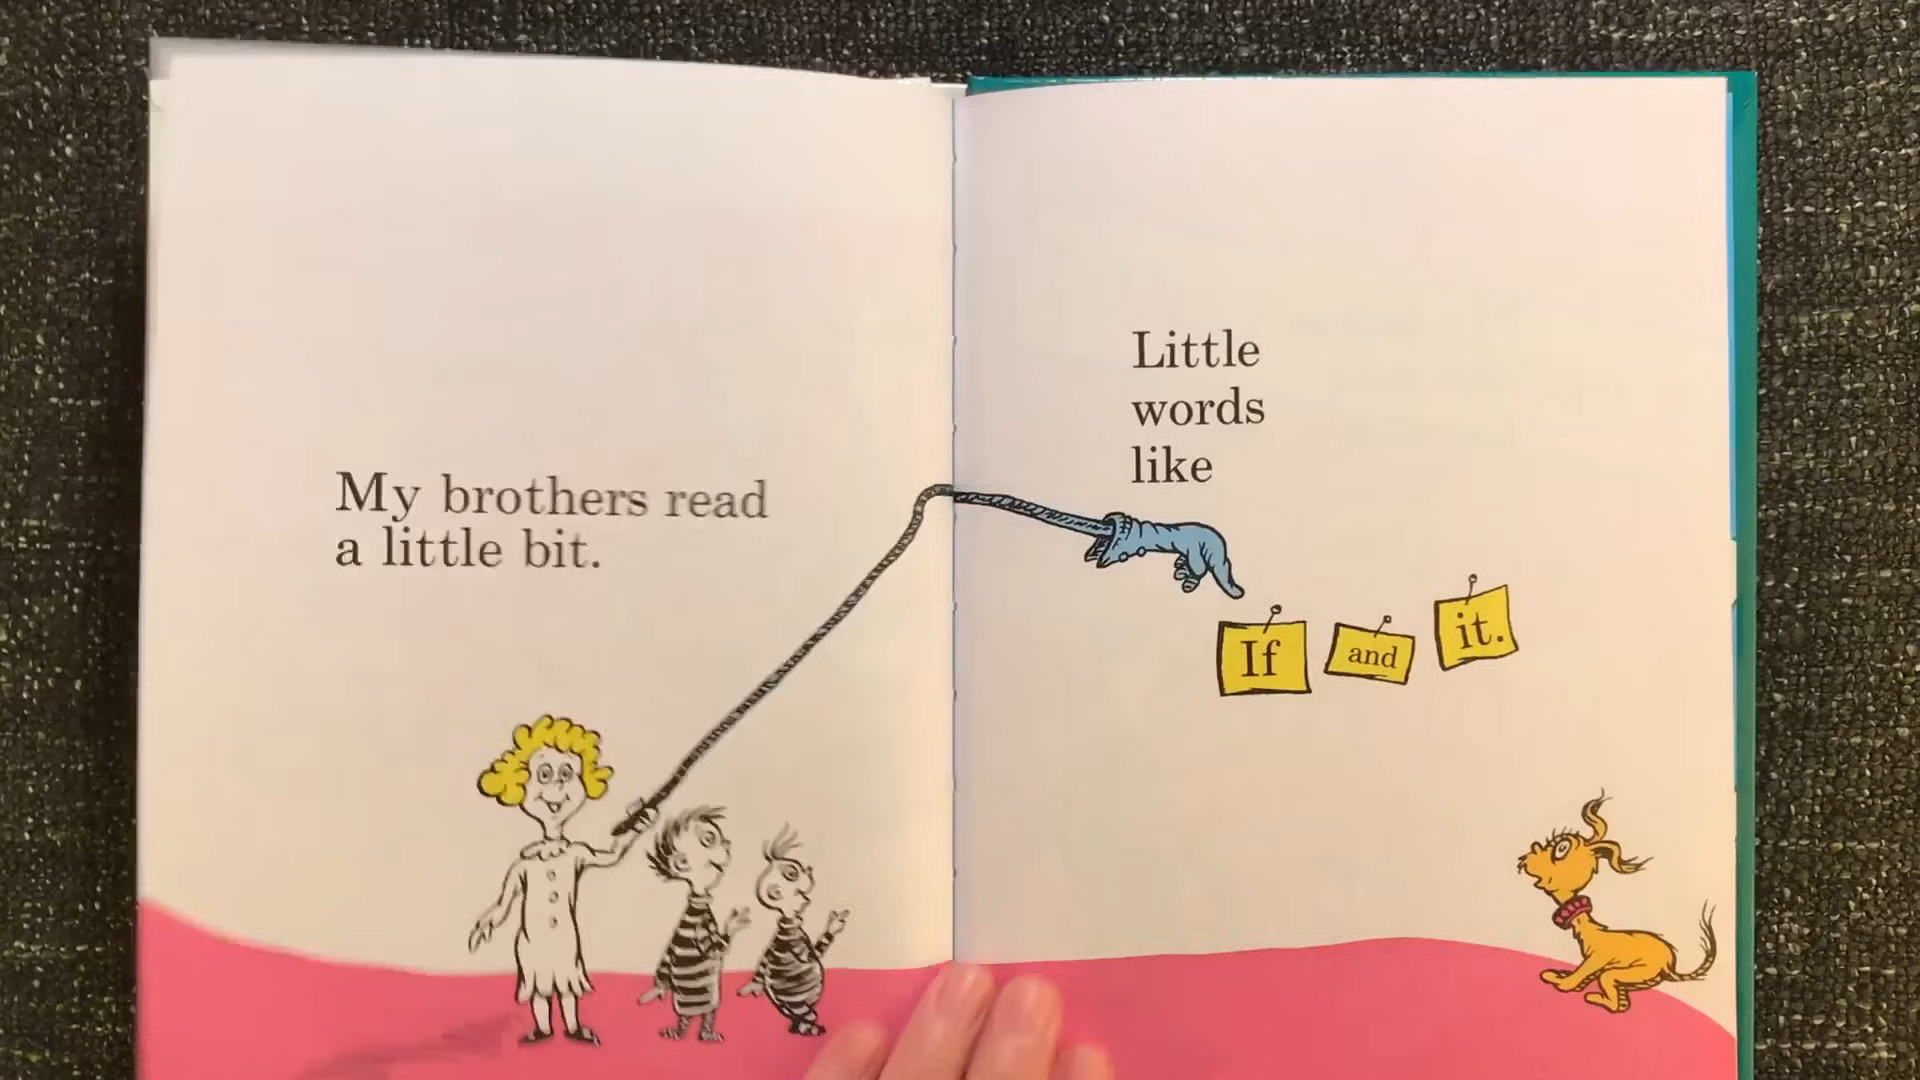 My brothers read
a little bit.
Little
words
like
If and it.